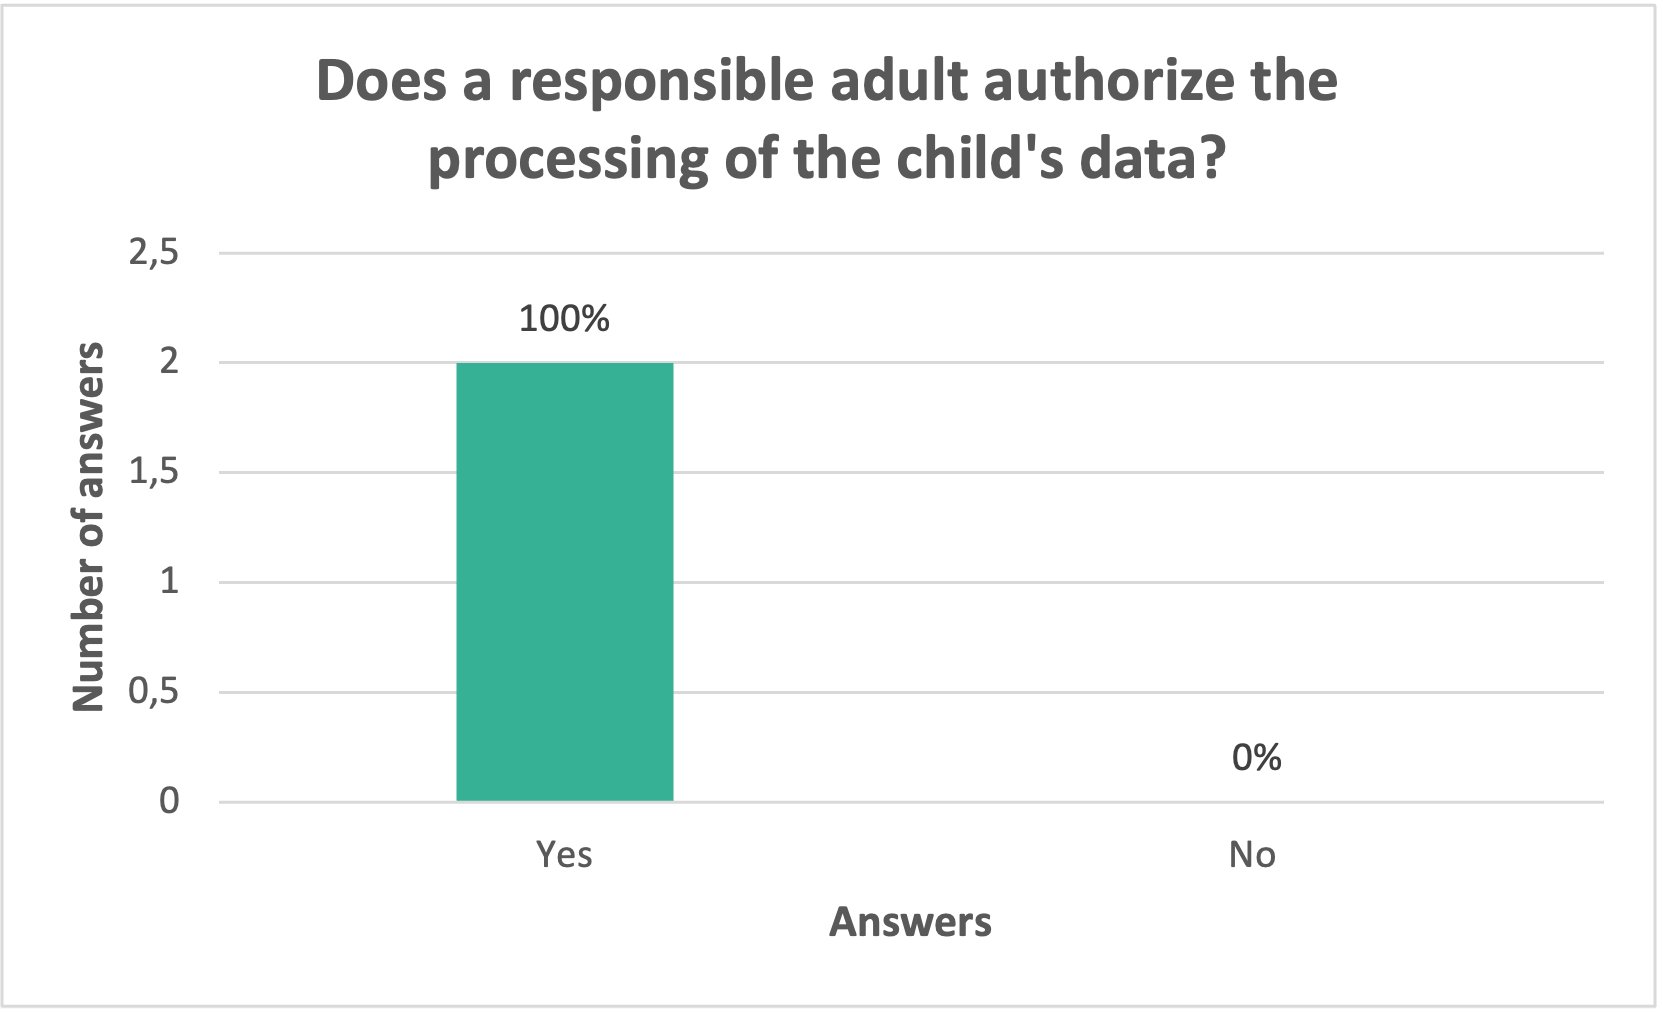 Does a responsible adult authorize the
processing of the child's data?
Number of answers
2,5
2
1,5
1
0,5
0
100%
0%
Yes
No
Answers